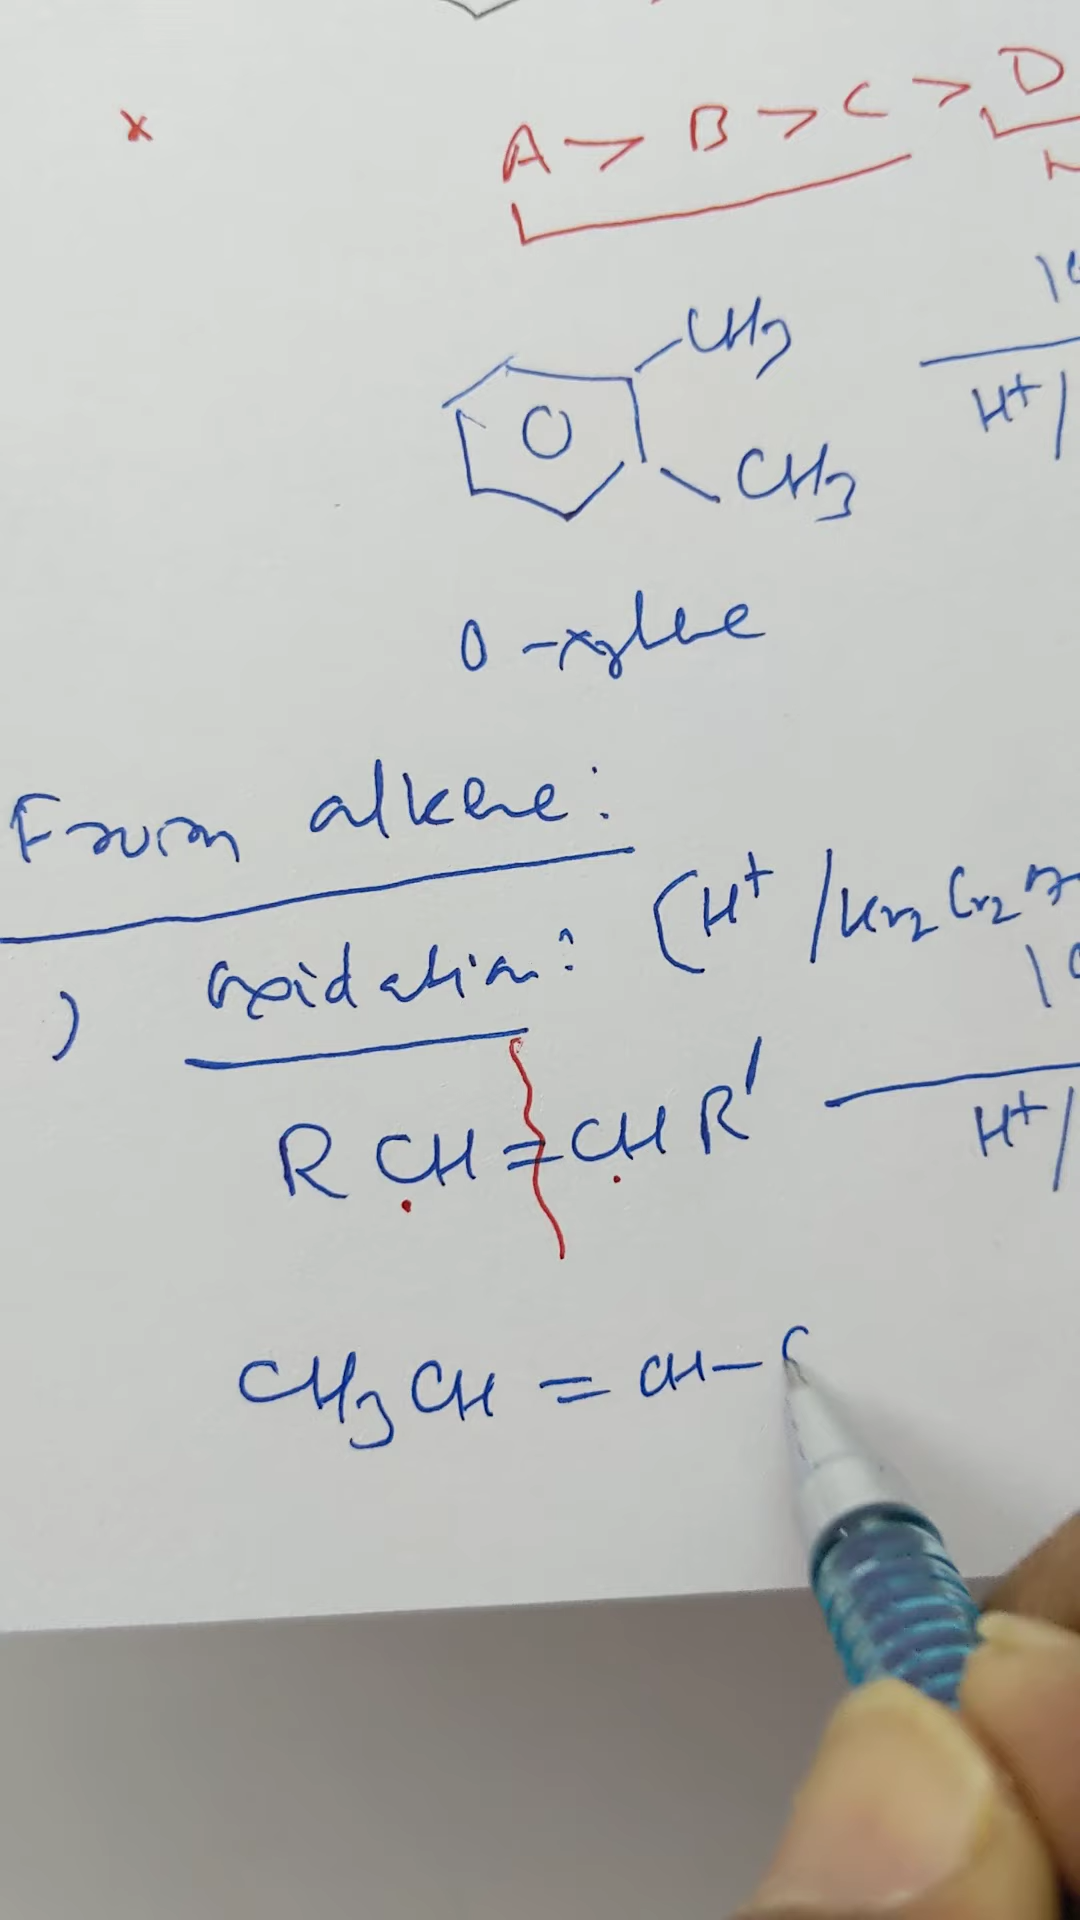 x
A > B > C > D
CH3
H+/
CH3
O-xylene
From alkene:
) oxidation: (H+ /K2Cr2O7
RCH=CHR'
H+/
CH3CH = CH-